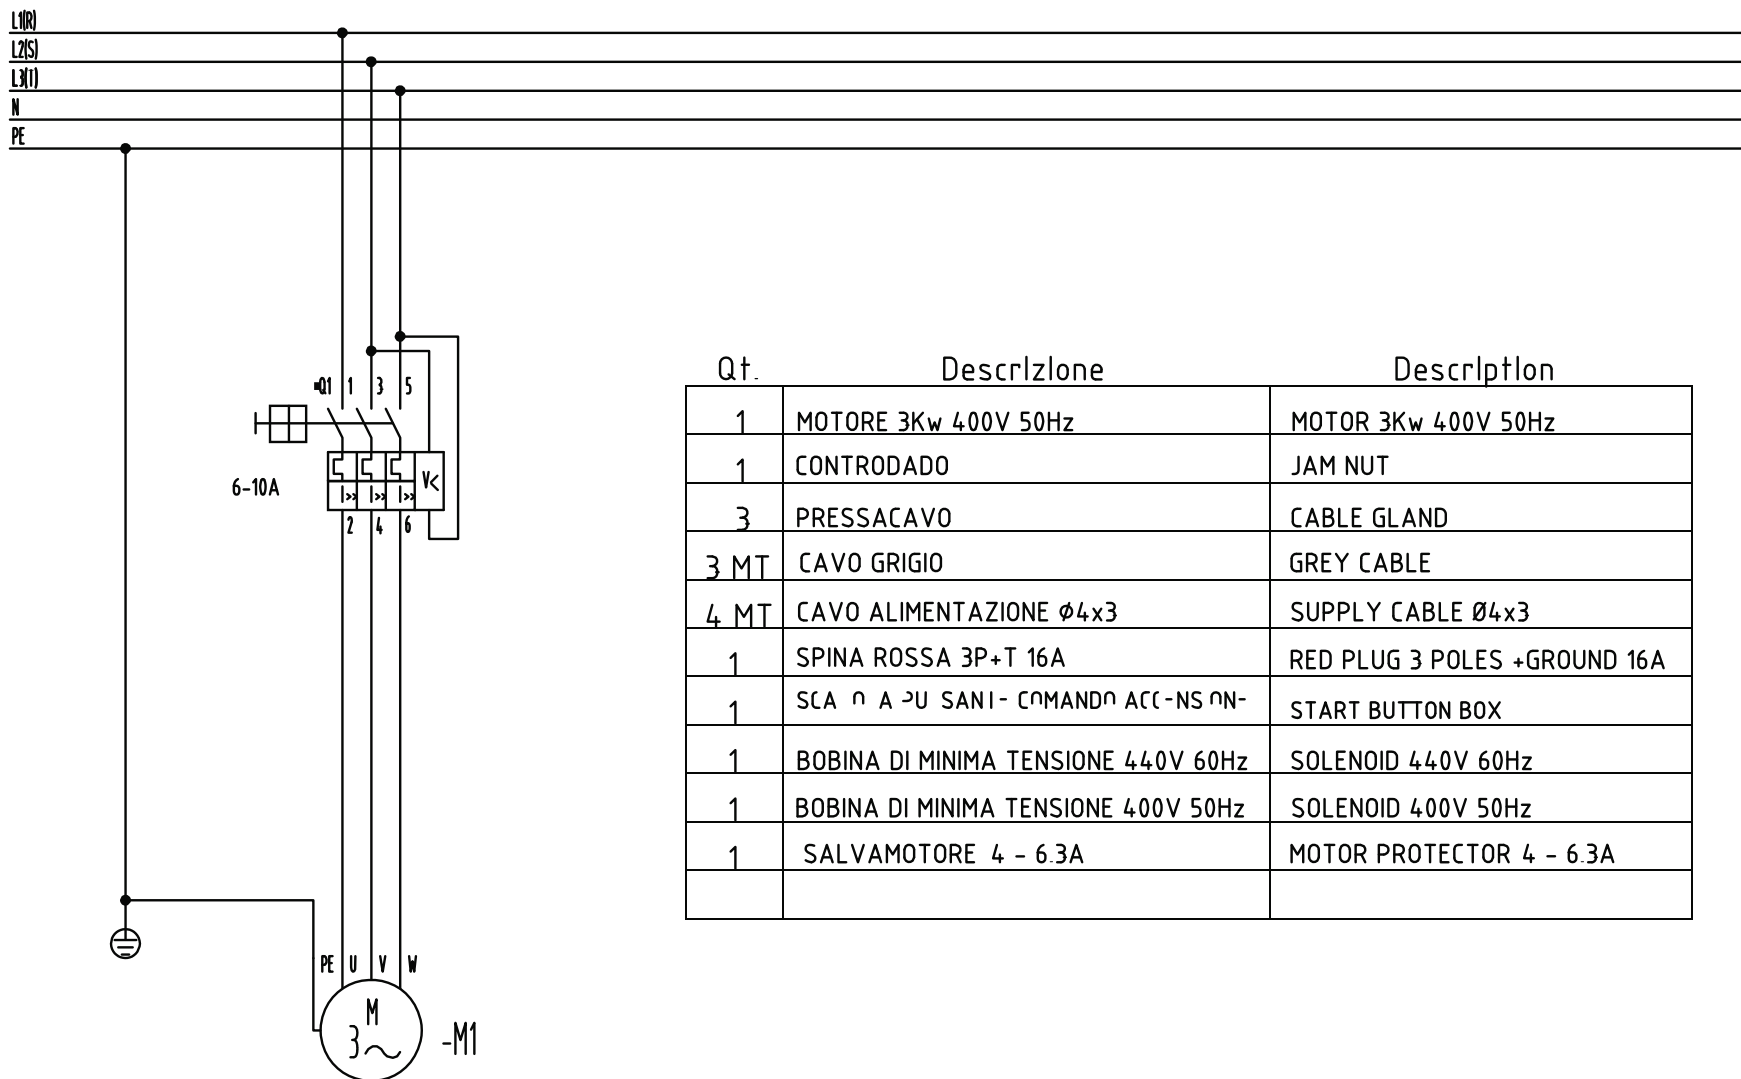 L1(R)
L2(S)
L3(T)
N
PE
Q1 1 3 5
6-10A
V<
>> >> >>
2 4 6
PE U V W
M
3~
-M1
Qt. Descrizione Description
1 MOTORE 3Kw 400V 50Hz MOTOR 3Kw 400V 50Hz
1 CONTRODADO JAM NUT
3 PRESSACAVO CABLE GLAND
3 MT CAVO GRIGIO GREY CABLE
4 MT CAVO ALIMENTAZIONE Ø4x3 SUPPLY CABLE Ø4x3
1 SPINA ROSSA 3P+T 16A RED PLUG 3 POLES +GROUND 16A
1 COMANDO START BUTTON BOX
1 BOBINA DI MINIMA TENSIONE 440V 60Hz SOLENOID 440V 60Hz
1 BOBINA DI MINIMA TENSIONE 400V 50Hz SOLENOID 400V 50Hz
1 SALVAMOTORE 4 - 6.3A MOTOR PROTECTOR 4 - 6.3A